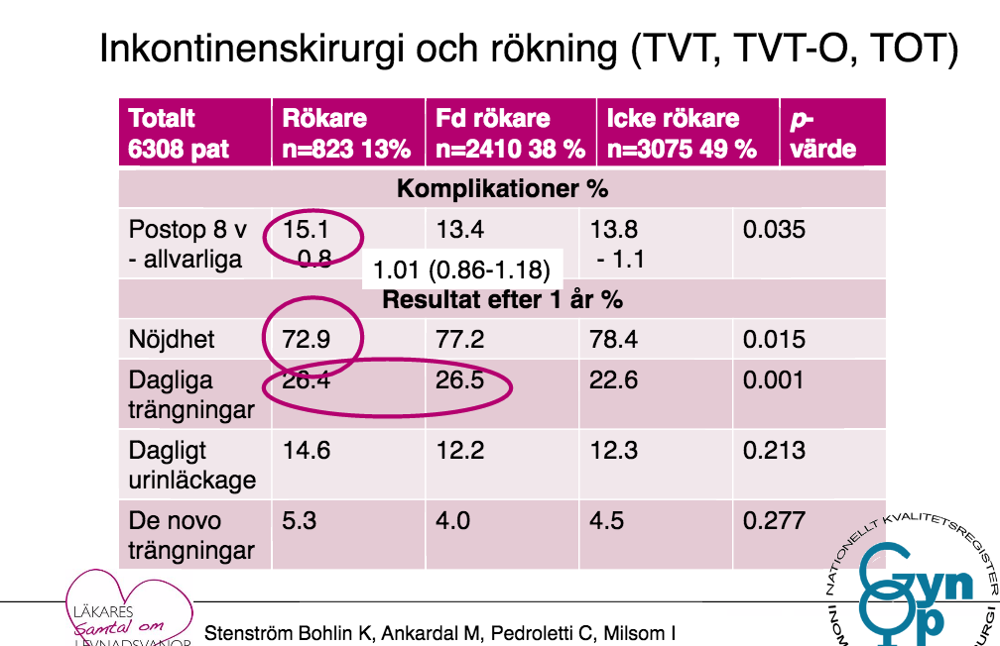 Inkontinenskirurgi och rökning (TVT, TVT-O, TOT)
Totalt Rökare Fd rökare Icke rökare p-
6308 pat n=823 13% n=2410 38 % n=3075 49 % värde
Komplikationer %
Postop 8 v 15.1 13.4 13.8 0.035
- allvarliga 0.8 - 1.1
1.01 (0.86-1.18)
Resultat efter 1 år %
Nöjdhet 72.9 77.2 78.4 0.015
Dagliga 26.4 26.5 22.6 0.001
trängningar
Dagligt 14.6 12.2 12.3 0.213
urinläckage
De novo 5.3 4.0 4.5 0.277
trängningar
NATIONELLT KVALITETSREGISTER
Gyn
Op
LÄKARES
Samtal om
LEVNADSVANOR
Stenström Bohlin K, Ankardal M, Pedroletti C, Milsom I